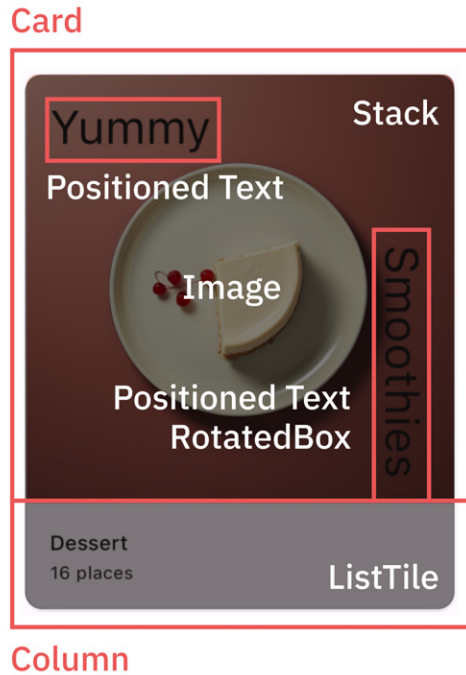 Card
Yummy
Stack
Positioned Text
Image
Smoothies
Positioned Text
RotatedBox
Dessert
16 places
ListTile
Column